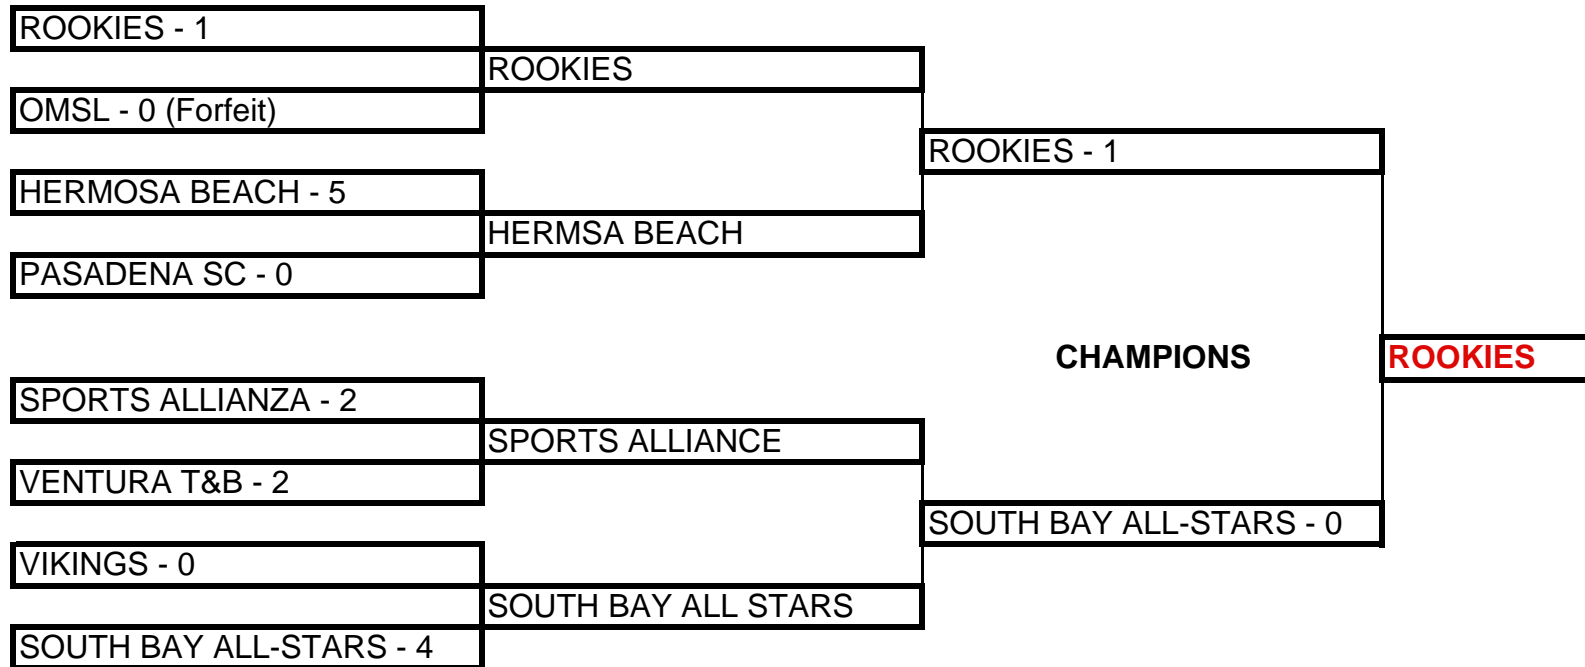 ROOKIES - 1
ROOKIES
OMSL - 0 (Forfeit)
ROOKIES - 1
HERMOSA BEACH - 5
HERMSA BEACH
PASADENA SC - 0
CHAMPIONS
ROOKIES
SPORTS ALLIANZA - 2
SPORTS ALLIANCE
VENTURA T&B - 2
SOUTH BAY ALL-STARS - 0
VIKINGS - 0
SOUTH BAY ALL STARS
SOUTH BAY ALL-STARS - 4